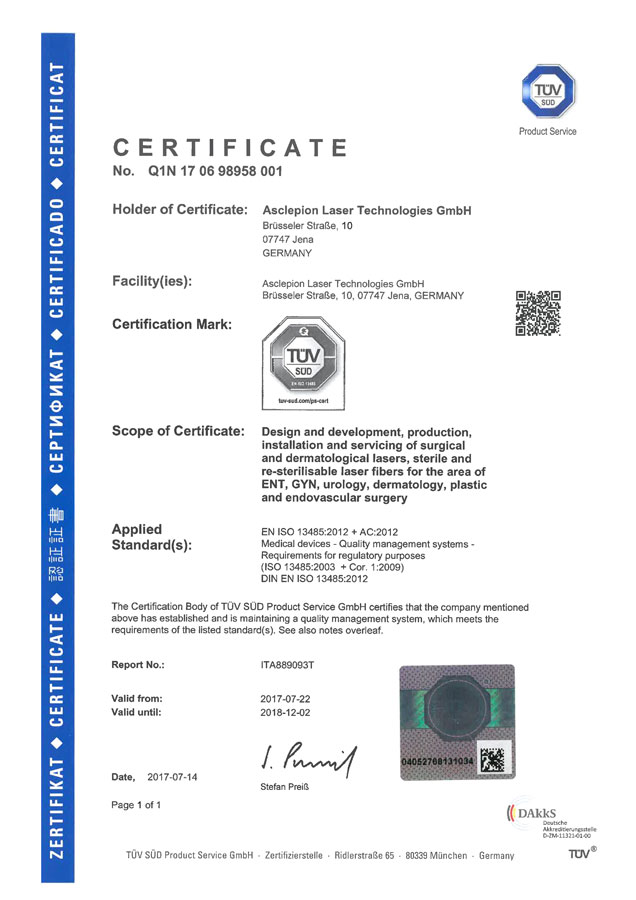 ZERTIFIKAT ◆ CERTIFICATE ◆ 認証証書 ◆ СЕРТИФИКАТ ◆ CERTIFICADO ◆ CERTIFICAT
TÜV
SÜD
Product Service
CERTIFICATE
No. Q1N 17 06 98958 001
Holder of Certificate: Asclepion Laser Technologies GmbH
Brüsseler Straße, 10
07747 Jena
GERMANY
Facility(ies): Asclepion Laser Technologies GmbH
Brüsseler Straße, 10, 07747 Jena, GERMANY
Certification Mark:
Q
TÜV
SÜD
EN ISO 13485
tuv-sud.com/ps-cert
Scope of Certificate: Design and development, production,
installation and servicing of surgical
and dermatological lasers, sterile and
re-sterilisable laser fibers for the area of
ENT, GYN, urology, dermatology, plastic
and endovascular surgery
Applied
Standard(s):
EN ISO 13485:2012 + AC:2012
Medical devices - Quality management systems -
Requirements for regulatory purposes
(ISO 13485:2003 + Cor. 1:2009)
DIN EN ISO 13485:2012
The Certification Body of TÜV SÜD Product Service GmbH certifies that the company mentioned
above has established and is maintaining a quality management system, which meets the
requirements of the listed standard(s). See also notes overleaf.
Report No.: ITA889093T
Valid from: 2017-07-22
Valid until: 2018-12-02
04052768131034
Date, 2017-07-14
Stefan Preiß
Page 1 of 1
DAkkS
Deutsche
Akkreditierungsstelle
D-ZM-11321-01-00
TÜV SÜD Product Service GmbH · Zertifizierstelle · Ridlerstraße 65 · 80339 München · Germany
TÜV®